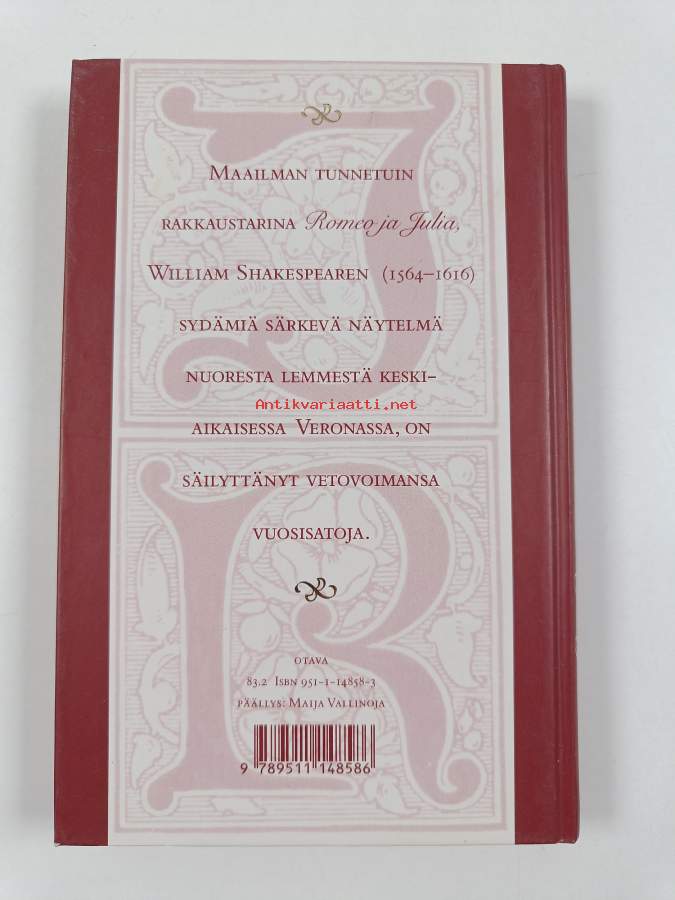 Maailman tunnetuin
rakkaustarina Romeo ja Julia,
William Shakespearen (1564–1616)
sydämiä särkevä näytelmä
nuoresta lemmestä keski-
Antikvariaatti.net
aikaisessa Veronassa, on
säilyttänyt vetovoimansa
vuosisatoja.
OTAVA
83.2 ISBN 951-1-14858-3
päällys: Maija Vallinoja
9 789511 148586